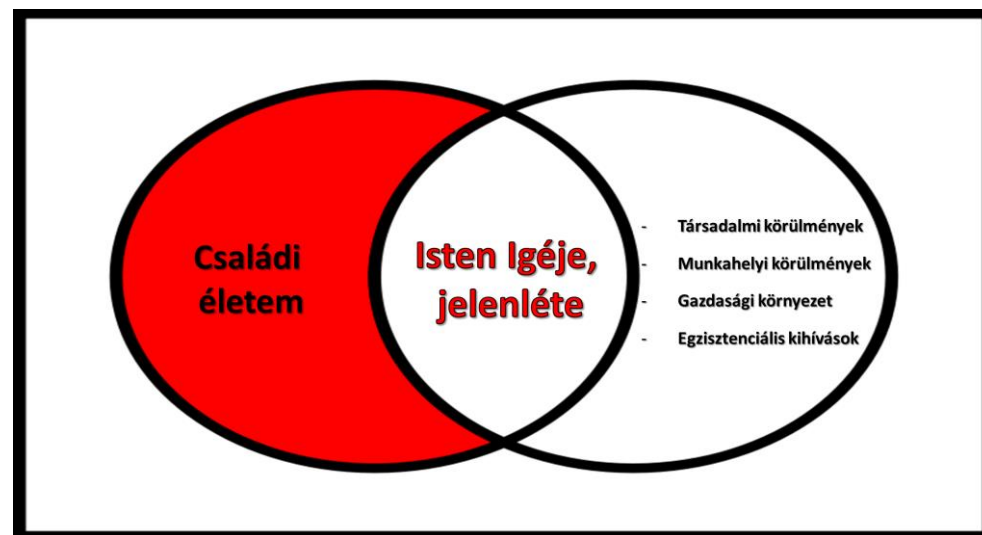 Családi
életem
Isten Igéje,
jelenléte
- Társadalmi körülmények
- Munkahelyi körülmények
- Gazdasági környezet
- Egzisztenciális kihívások